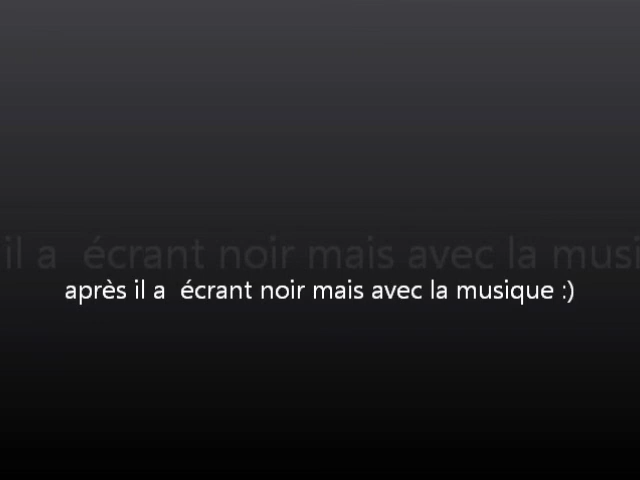 il a  écrant noir mais avec la musi
après il a  écrant noir mais avec la musique :)